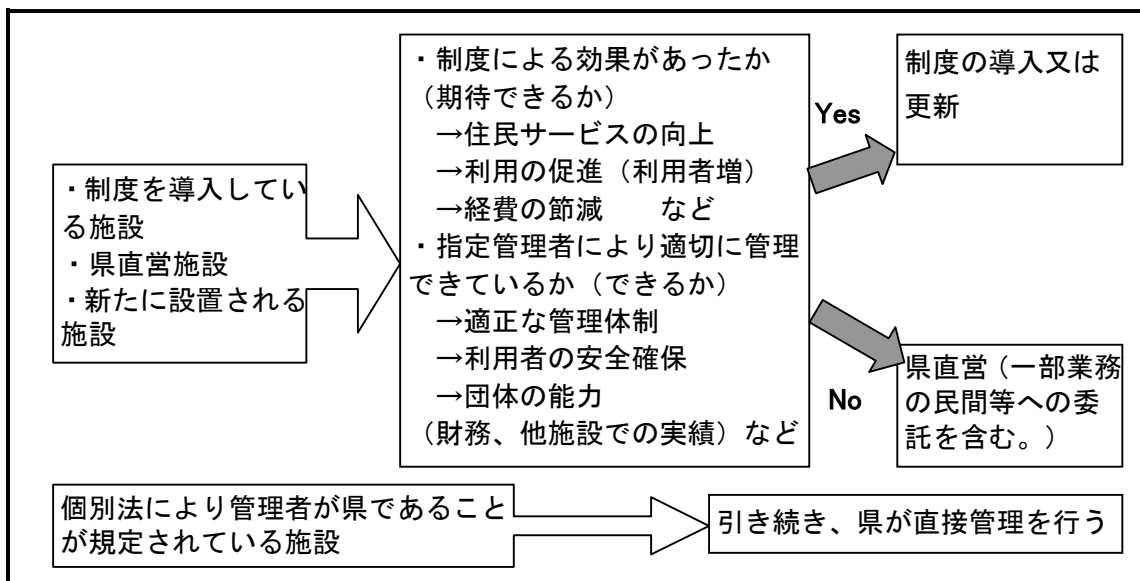 ・制度を導入してい
る施設
・県直営施設
・新たに設置される
施設
・制度による効果があったか
（期待できるか）
→住民サービスの向上
→利用の促進（利用者増）
→経費の節減　　など
・指定管理者により適切に管理
できているか（できるか）
→適正な管理体制
→利用者の安全確保
→団体の能力
（財務、他施設での実績）など
Yes
制度の導入又は
更新
No
県直営（一部業務
の民間等への委
託を含む。）
個別法により管理者が県であること
が規定されている施設
引き続き、県が直接管理を行う